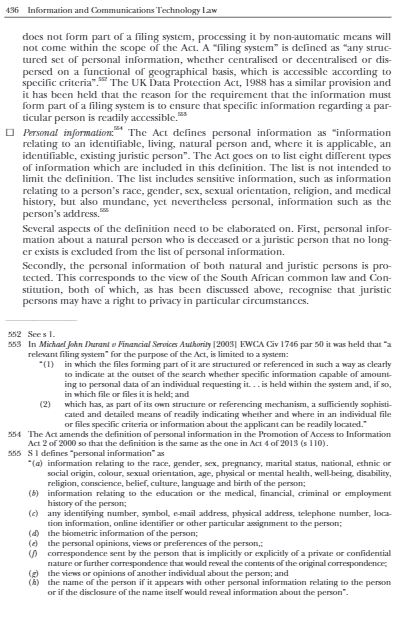 436 Information and Communications Technology Law
does not form part of a filing system, processing it by non-automatic means will
not come within the scope of the Act. A “filing system” is defined as “any struc-
tured set of personal information, whether centralised or decentralised or dis-
persed on a functional of geographical basis, which is accessible according to
specific criteria”.552 The UK Data Protection Act, 1988 has a similar provision and
it has been held that the reason for the requirement that the information must
form part of a filing system is to ensure that specific information regarding a par-
ticular person is readily accessible.553
☐ Personal information:554 The Act defines personal information as “information
relating to an identifiable, living, natural person and, where it is applicable, an
identifiable, existing juristic person”. The Act goes on to list eight different types
of information which are included in this definition. The list is not intended to
limit the definition. The list includes sensitive information, such as information
relating to a person's race, gender, sex, sexual orientation, religion, and medical
history, but also mundane, yet nevertheless personal, information such as the
person's address.555
Several aspects of the definition need to be elaborated on. First, personal infor-
mation about a natural person who is deceased or a juristic person that no long-
er exists is excluded from the list of personal information.
Secondly, the personal information of both natural and juristic persons is pro-
tected. This corresponds to the view of the South African common law and Con-
stitution, both of which, as has been discussed above, recognise that juristic
persons may have a right to privacy in particular circumstances.
552 See s 1.
553 In Michael John Durant v Financial Services Authority [2003] EWCA Civ 1746 par 50 it was held that “a
relevant filing system” for the purpose of the Act, is limited to a system:
“(1) in which the files forming part of it are structured or referenced in such a way as clearly
to indicate at the outset of the search whether specific information capable of amount-
ing to personal data of an individual requesting it. . . is held within the system and, if so,
in which file or files it is held; and
(2) which has, as part of its own structure or referencing mechanism, a sufficiently sophisti-
cated and detailed means of readily indicating whether and where in an individual file
or files specific criteria or information about the applicant can be readily located.”
554 The Act amends the definition of personal information in the Promotion of Access to Information
Act 2 of 2000 so that the definition is the same as the one in Act 4 of 2013 (s 110).
555 S 1 defines “personal information” as
“(a) information relating to the race, gender, sex, pregnancy, marital status, national, ethnic or
social origin, colour, sexual orientation, age, physical or mental health, well-being, disability,
religion, conscience, belief, culture, language and birth of the person;
(b) information relating to the education or the medical, financial, criminal or employment
history of the person;
(c) any identifying number, symbol, e-mail address, physical address, telephone number, loca-
tion information, online identifier or other particular assignment to the person;
(d) the biometric information of the person;
(e) the personal opinions, views or preferences of the person,;
(f) correspondence sent by the person that is implicitly or explicitly of a private or confidential
nature or further correspondence that would reveal the contents of the original correspondence;
(g) the views or opinions of another individual about the person; and
(h) the name of the person if it appears with other personal information relating to the person
or if the disclosure of the name itself would reveal information about the person”.